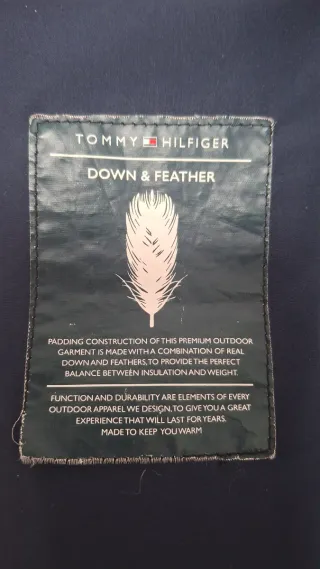 TOMMY HILFIGER
DOWN & FEATHER
PADDING CONSTRUCTION OF THIS PREMIUM OUTDOOR
GARMENT IS MADE WITH A COMBINATION OF REAL
DOWN AND FEATHERS, TO PROVIDE THE PERFECT
BALANCE BETWEEN INSULATION AND WEIGHT.
FUNCTION AND DURABILITY ARE ELEMENTS OF EVERY
OUTDOOR APPAREL WE DESIGN, TO GIVE YOU A GREAT
EXPERIENCE THAT WILL LAST FOR YEARS.
MADE TO KEEP YOU WARM